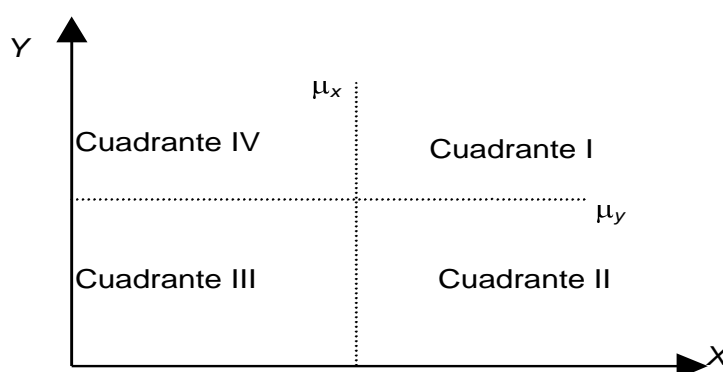 Y
μx
Cuadrante IV
Cuadrante I
μy
Cuadrante III
Cuadrante II
X